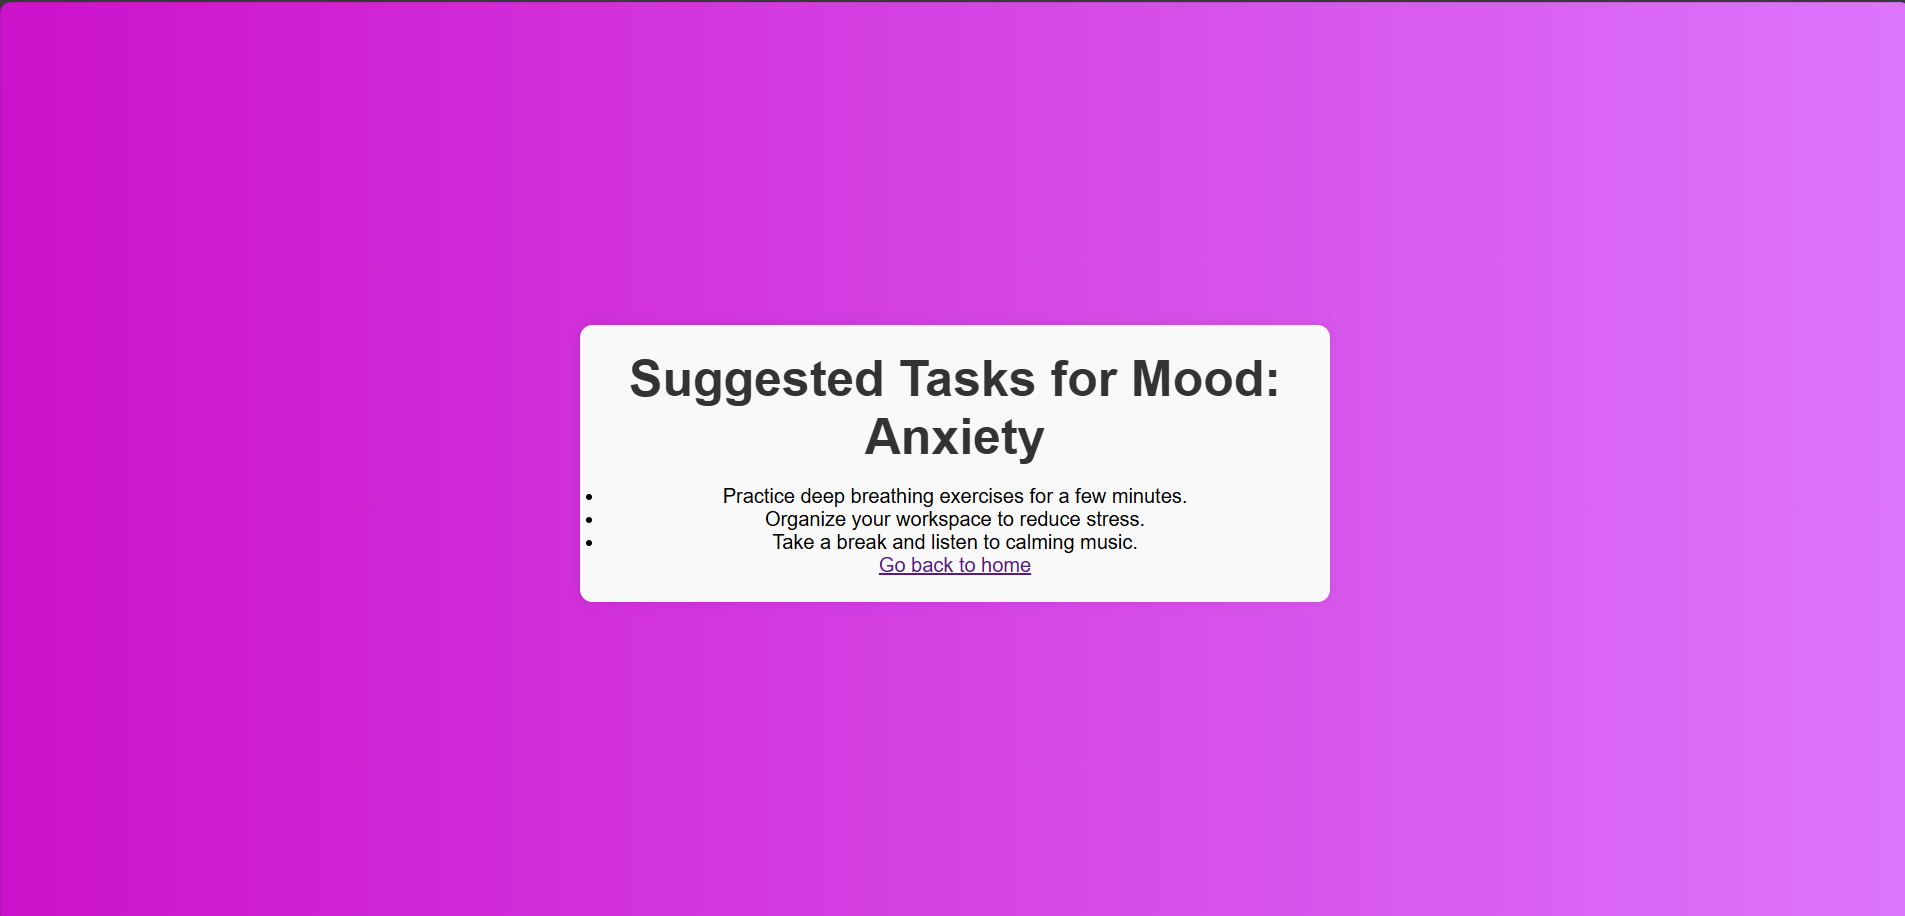 Suggested Tasks for Mood:
Anxiety
• Practice deep breathing exercises for a few minutes.
• Organize your workspace to reduce stress.
• Take a break and listen to calming music.
Go back to home